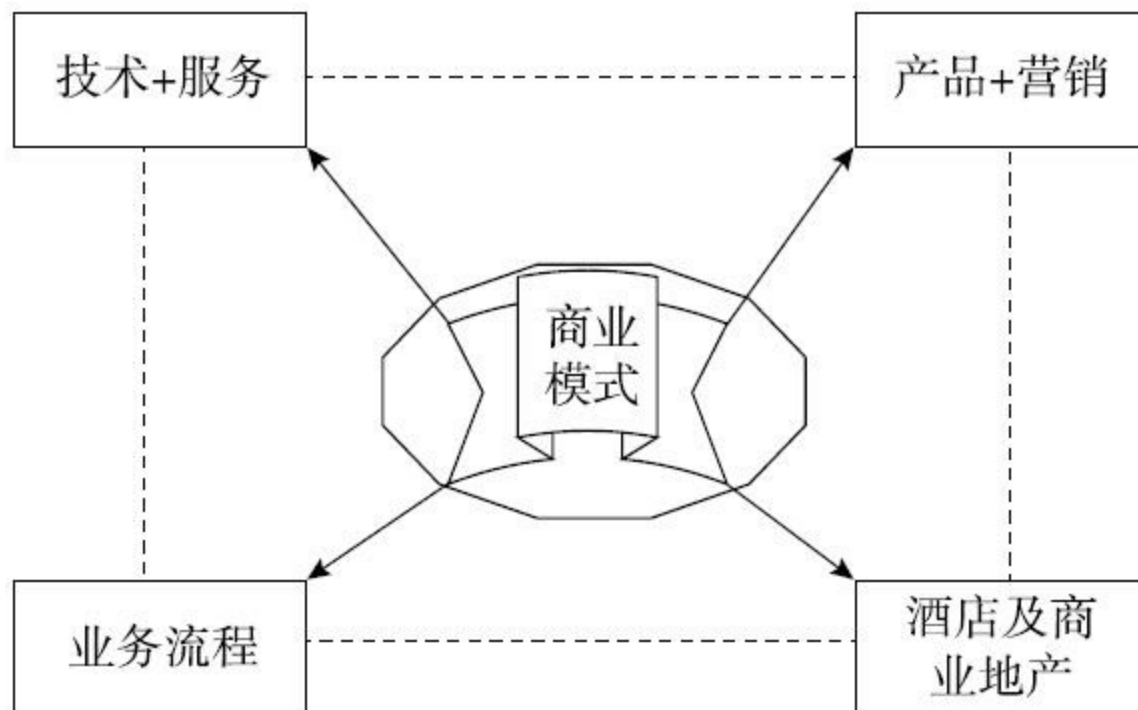 技术+服务
产品+营销
商业
模式
业务流程
酒店及商
业地产